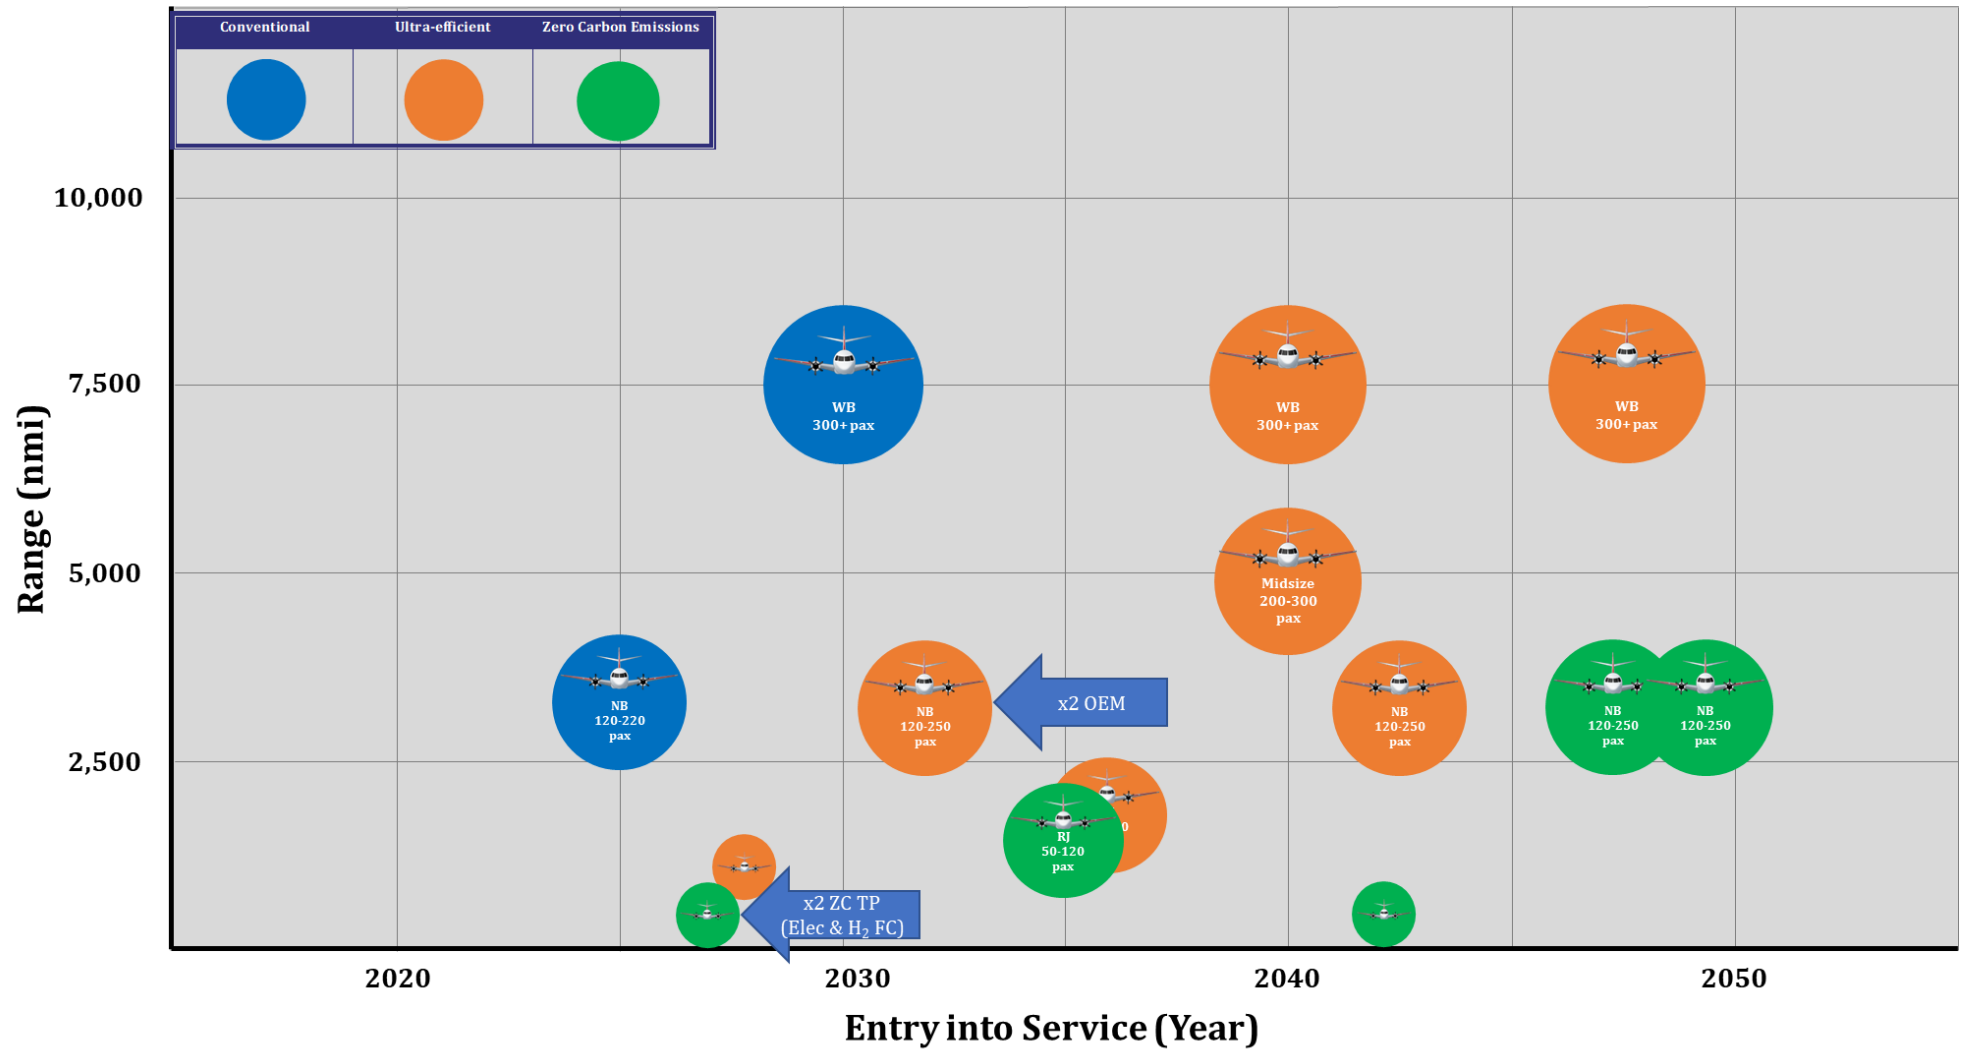 Conventional
Ultra-efficient
Zero Carbon Emissions
10,000
7,500
5,000
2,500
Range (nmi)
WB
300+ pax
WB
300+ pax
WB
300+ pax
Midsize
200-300
pax
NB
120-220
pax
NB
120-250
pax
x2 OEM
NB
120-250
pax
NB
120-250
pax
NB
120-250
pax
RJ
50-120
pax
0
x2 ZC TP
(Elec & H₂ FC)
2020
2030
2040
2050
Entry into Service (Year)